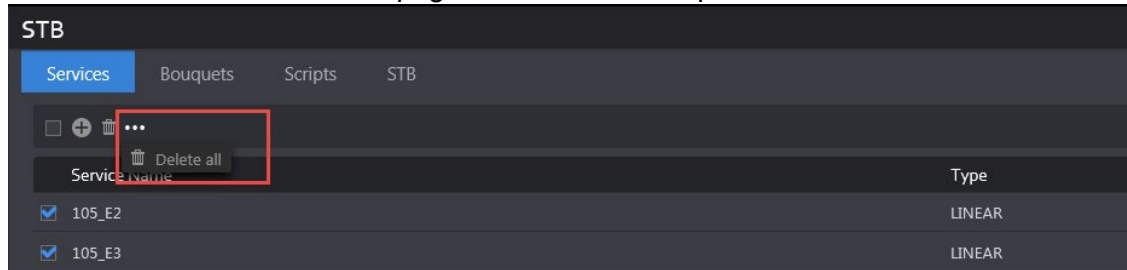 STB
Services Bouquets Scripts STB
Delete all
Service Name Type
105_E2 LINEAR
105_E3 LINEAR